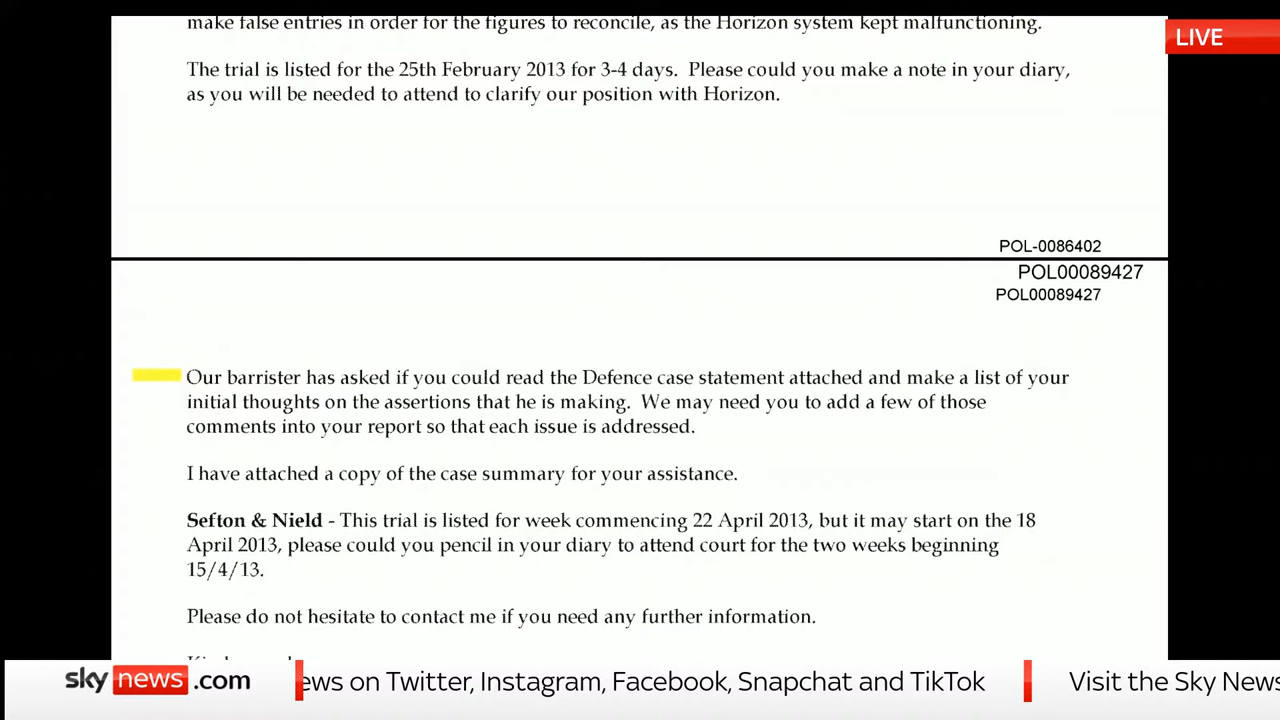 make false entries in order for the figures to reconcile, as the Horizon system kept malfunctioning.
LIVE
The trial is listed for the 25th February 2013 for 3-4 days. Please could you make a note in your diary,
as you will be needed to attend to clarify our position with Horizon.
POL-0086402
POL00089427
POL00089427
Our barrister has asked if you could read the Defence case statement attached and make a list of your
initial thoughts on the assertions that he is making. We may need you to add a few of those
comments into your report so that each issue is addressed.
I have attached a copy of the case summary for your assistance.
Sefton & Nield - This trial is listed for week commencing 22 April 2013, but it may start on the 18
April 2013, please could you pencil in your diary to attend court for the two weeks beginning
15/4/13.
Please do not hesitate to contact me if you need any further information.
sky news .com
ews on Twitter, Instagram, Facebook, Snapchat and TikTok
Visit the Sky News